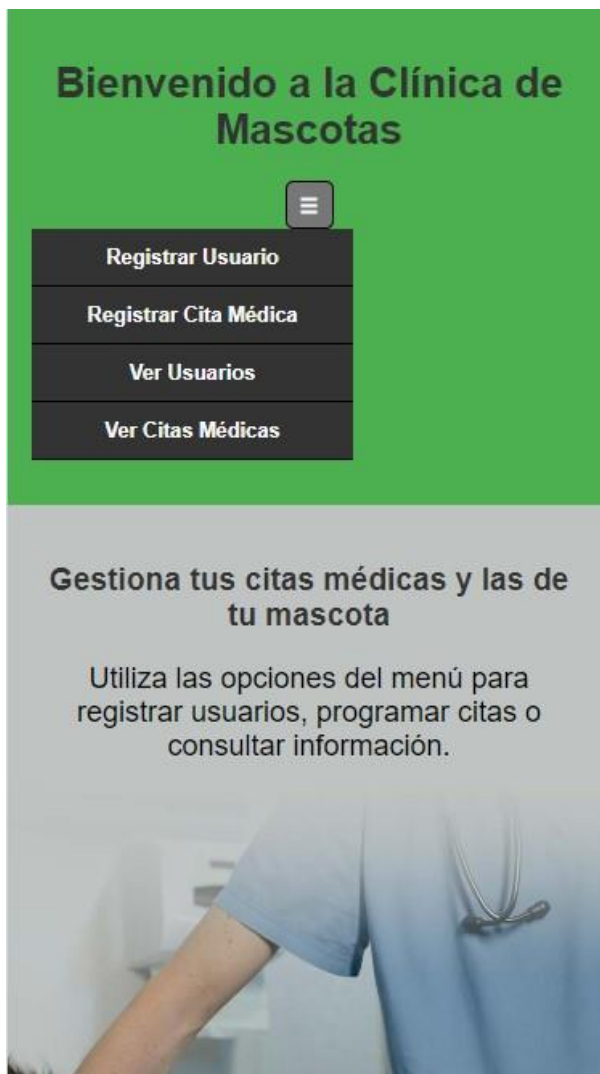 Bienvenido a la Clínica de
Mascotas
Registrar Usuario
Registrar Cita Médica
Ver Usuarios
Ver Citas Médicas
Gestiona tus citas médicas y las de
tu mascota
Utiliza las opciones del menú para
registrar usuarios, programar citas o
consultar información.